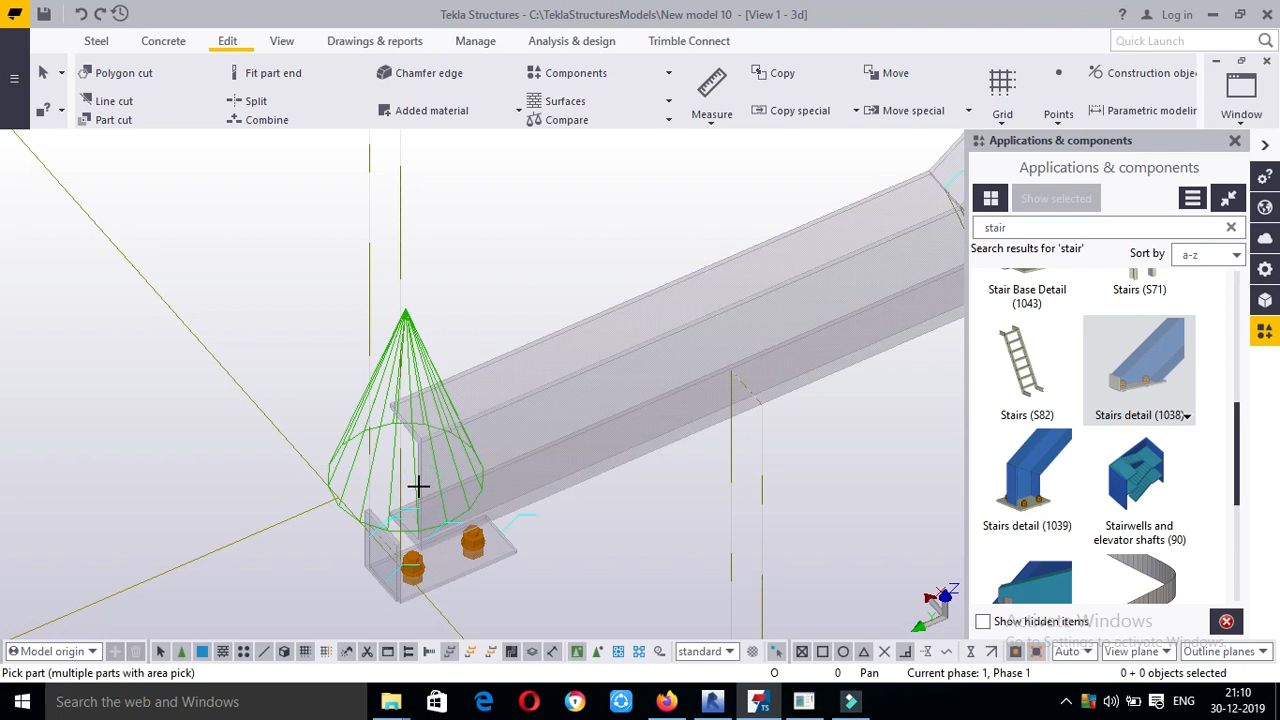 Tekla Structures - C:\TeklaStructuresModels\New model 10 - [View 1 - 3d]
? Log in
Steel Concrete Edit View Drawings & reports Manage Analysis & design Trimble Connect Quick Launch
Polygon cut Fit part end Chamfer edge Components Copy Move Construction obje
Line cut Split Surfaces Measure Copy special Move special Grid Points Parametric modelin Window
Part cut Combine Added material Compare
Applications & components
Applications & components
Show selected
stair
Search results for 'stair' Sort by a-z
Stair Base Detail (1043)
Stairs (S71)
Stairs (S82)
Stairs detail (1038)
Stairs detail (1039)
Stairwells and elevator shafts (90)
Show hidden items
Activate Windows
Go to Settings to activate Windows.
Z
Y
Model origin standard Auto View plane Outline planes
Pick part (multiple parts with area pick) O 0 Pan Current phase: 1, Phase 1 0 + 0 objects selected
Search the web and Windows
ENG 21:10
30-12-2019